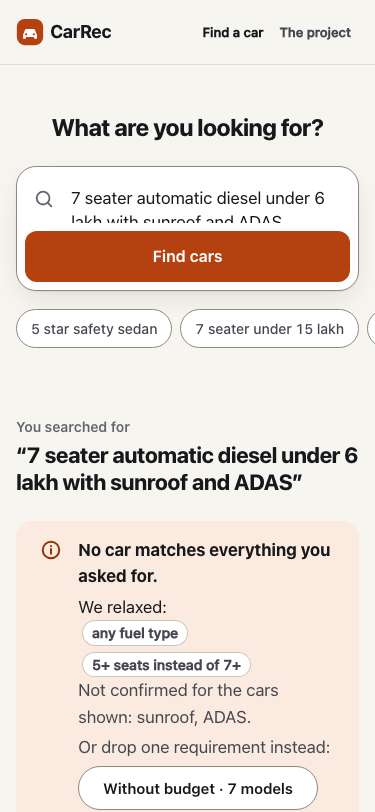 CarRec
Find a car
The project
What are you looking for?
7 seater automatic diesel under 6
lakh with sunroof and ADAS
Find cars
5 star safety sedan
7 seater under 15 lakh
You searched for
“7 seater automatic diesel under 6
lakh with sunroof and ADAS”
No car matches everything you
asked for.
We relaxed:
any fuel type
5+ seats instead of 7+
Not confirmed for the cars
shown: sunroof, ADAS.
Or drop one requirement instead:
Without budget · 7 models